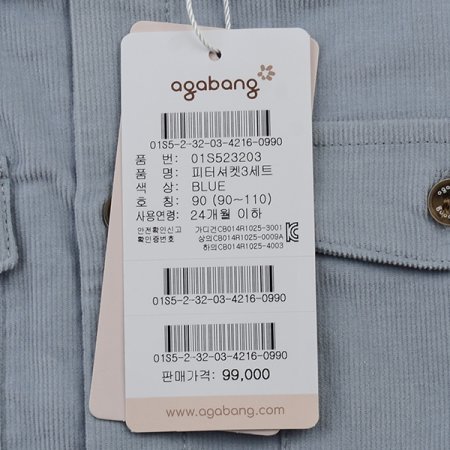 agabang
01S5-2-32-03-4216-0990
품 번: 01S523203
품 명: 피터셔켓3세트
색 상: BLUE
호 칭: 90 (90~110)
사용연령: 24개월 이하
안전확인신고 가디건CB014R1025-3001
확인증번호 상의CB014R1025-0009A
하의CB014R1025-3003
01S5-2-32-03-4216-0990
01S5-2-32-03-4216-0990
판매가격: 99,000
www.agabang.com